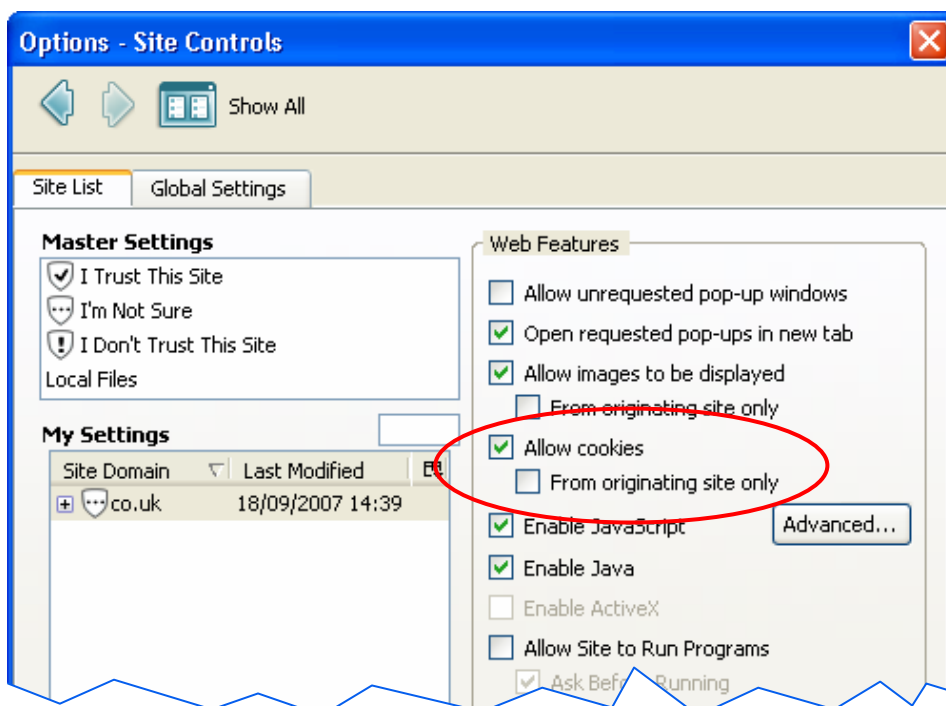 Options - Site Controls
Show All
Site List
Global Settings
Master Settings
I Trust This Site
I'm Not Sure
I Don't Trust This Site
Local Files
My Settings
Site Domain
Last Modified
co.uk
18/09/2007 14:39
Web Features
Allow unrequested pop-up windows
Open requested pop-ups in new tab
Allow images to be displayed
From originating site only
Allow cookies
From originating site only
Enable JavaScript
Advanced...
Enable Java
Enable ActiveX
Allow Site to Run Programs
Ask Before Running